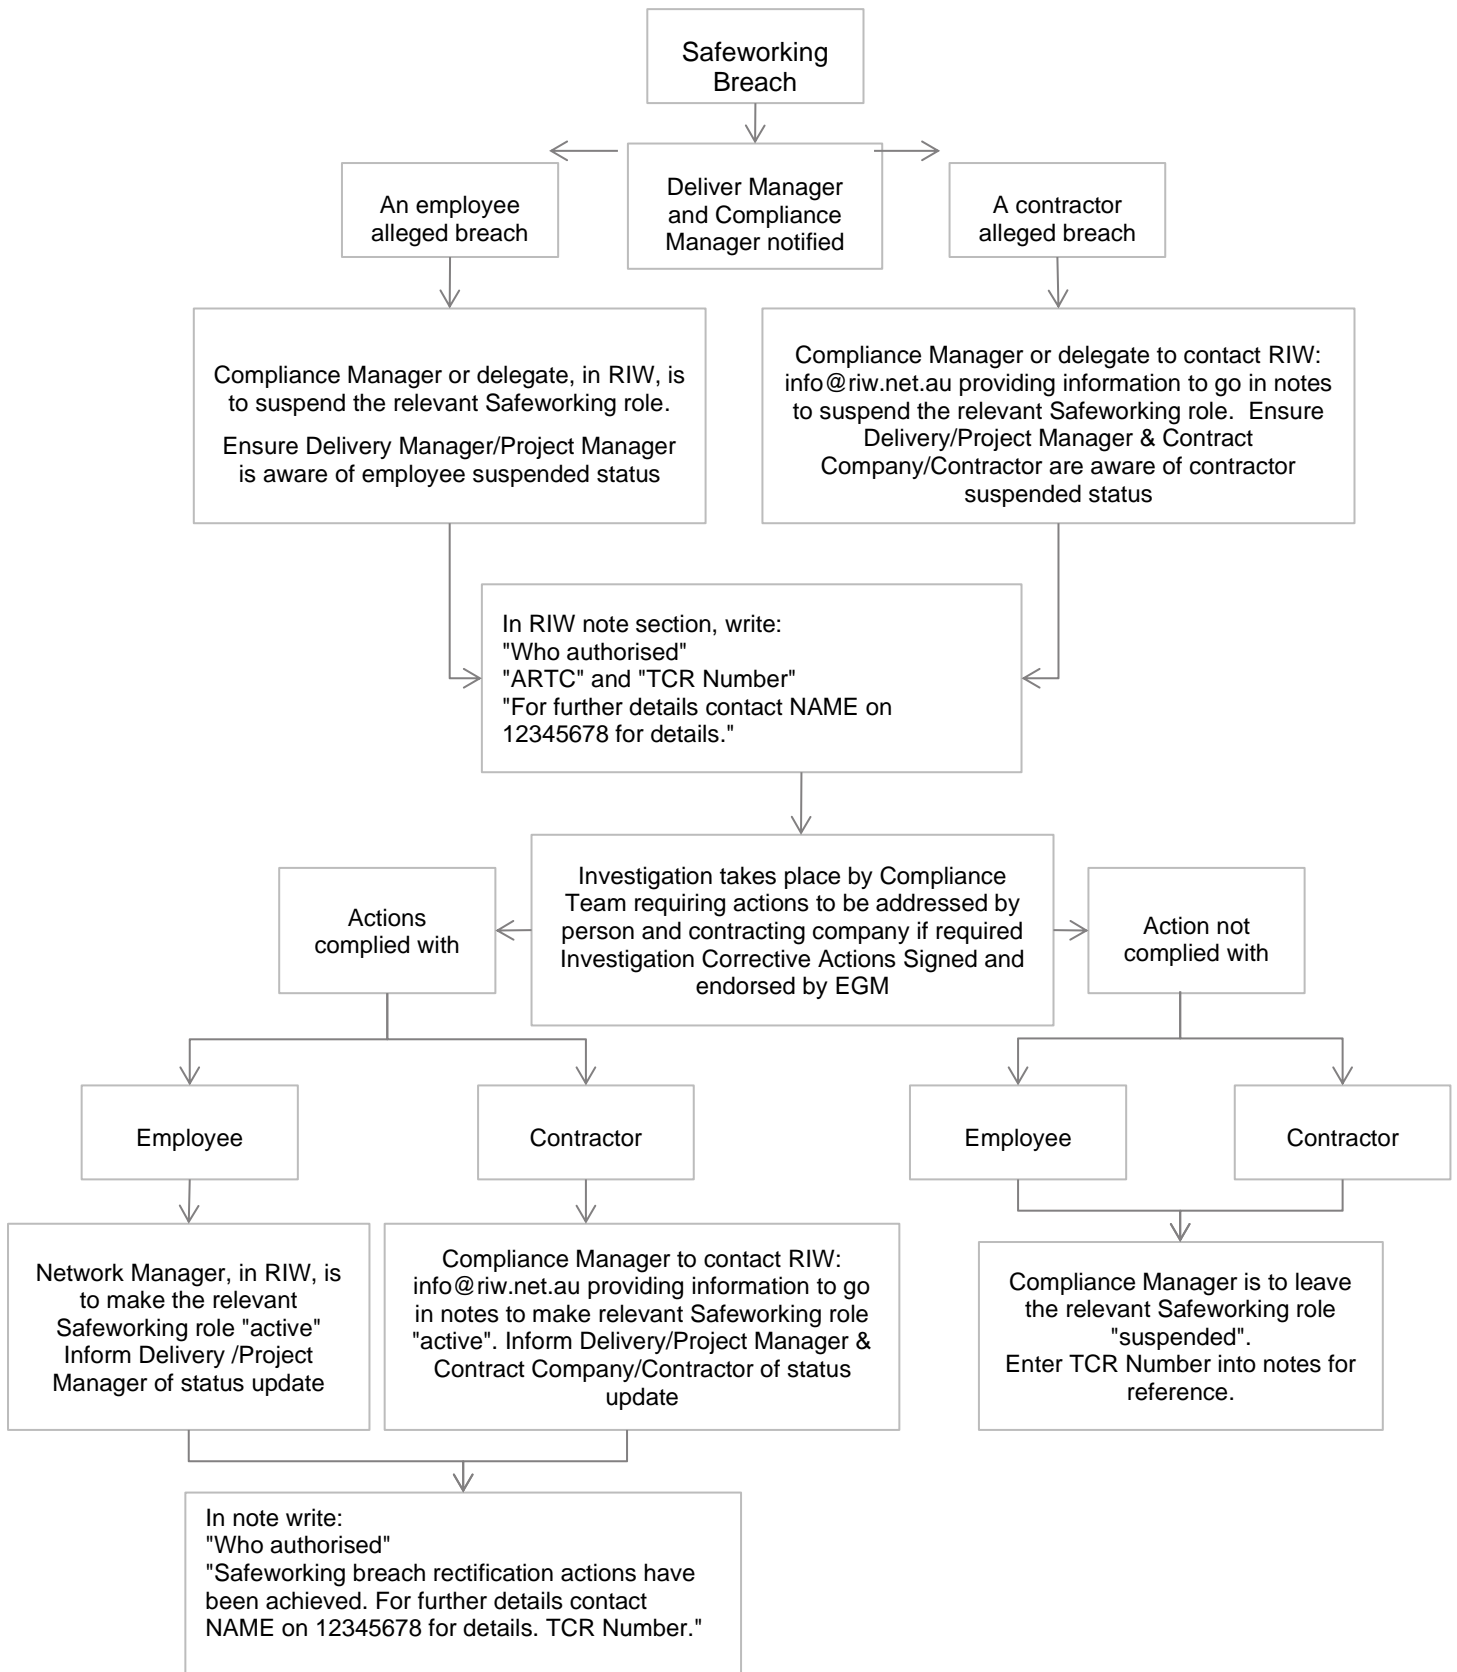 Safeworking
Breach
Deliver Manager
and Compliance
Manager notified
An employee
alleged breach
A contractor
alleged breach
Compliance Manager or delegate, in RIW, is
to suspend the relevant Safeworking role.
Ensure Delivery Manager/Project Manager
is aware of employee suspended status
Compliance Manager or delegate to contact RIW:
info@riw.net.au providing information to go in notes
to suspend the relevant Safeworking role. Ensure
Delivery/Project Manager & Contract
Company/Contractor are aware of contractor
suspended status
In RIW note section, write:
"Who authorised"
"ARTC" and "TCR Number"
"For further details contact NAME on
12345678 for details."
Investigation takes place by Compliance
Team requiring actions to be addressed by
person and contracting company if required
Investigation Corrective Actions Signed and
endorsed by EGM
Actions
complied with
Action not
complied with
Employee
Contractor
Employee
Contractor
Network Manager, in RIW, is
to make the relevant
Safeworking role "active"
Inform Delivery /Project
Manager of status update
Compliance Manager to contact RIW:
info@riw.net.au providing information to go
in notes to make relevant Safeworking role
"active". Inform Delivery/Project Manager &
Contract Company/Contractor of status
update
Compliance Manager is to leave
the relevant Safeworking role
"suspended".
Enter TCR Number into notes for
reference.
In note write:
"Who authorised"
"Safeworking breach rectification actions have
been achieved. For further details contact
NAME on 12345678 for details. TCR Number."